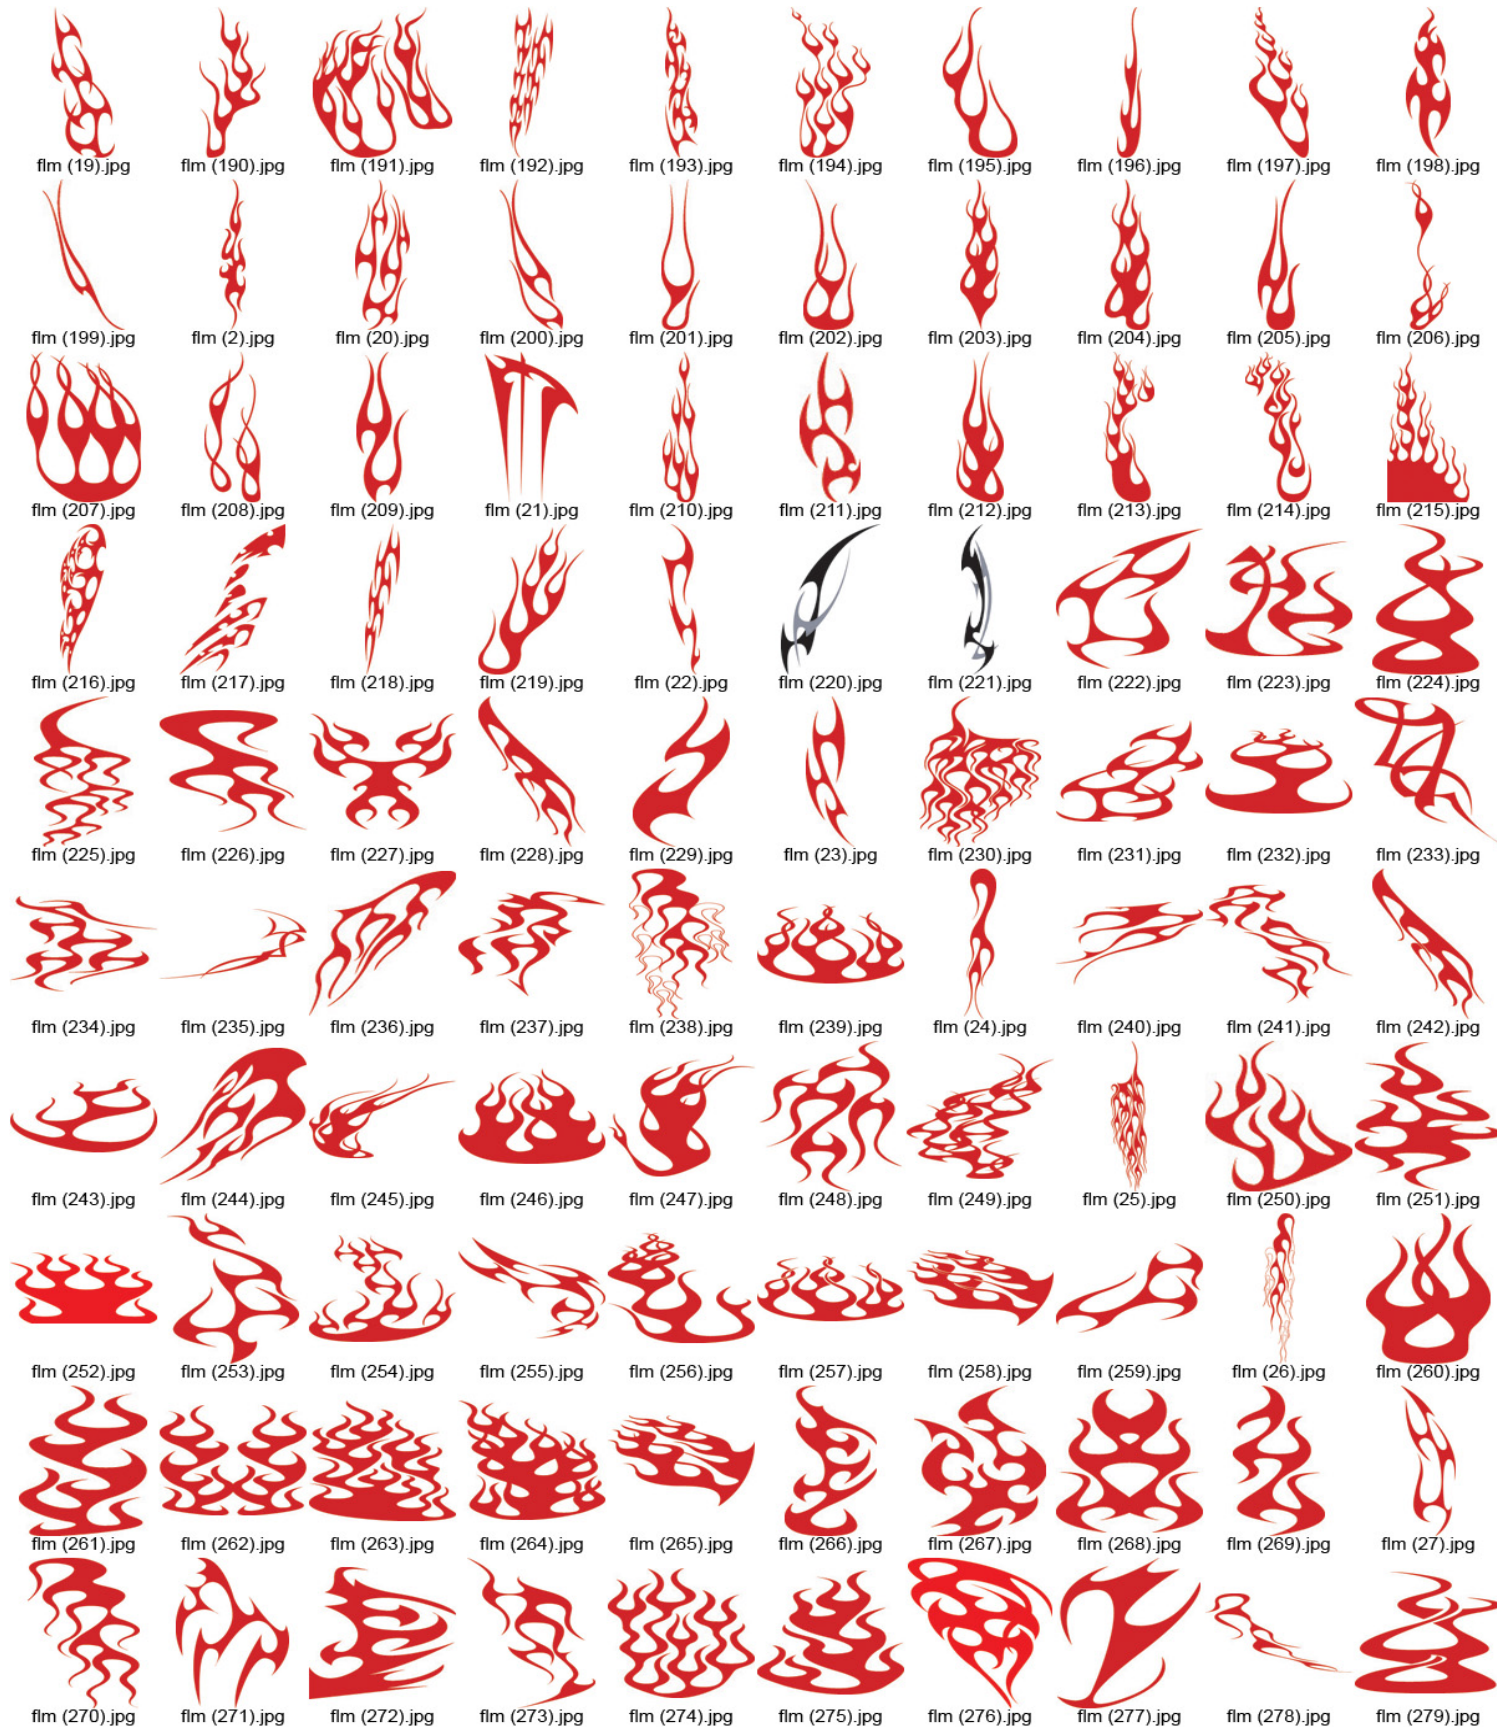 flm (19).jpg flm (190).jpg flm (191).jpg flm (192).jpg flm (193).jpg flm (194).jpg flm (195).jpg flm (196).jpg flm (197).jpg flm (198).jpg
flm (199).jpg flm (2).jpg flm (20).jpg flm (200).jpg flm (201).jpg flm (202).jpg flm (203).jpg flm (204).jpg flm (205).jpg flm (206).jpg
flm (207).jpg flm (208).jpg flm (209).jpg flm (21).jpg flm (210).jpg flm (211).jpg flm (212).jpg flm (213).jpg flm (214).jpg flm (215).jpg
flm (216).jpg flm (217).jpg flm (218).jpg flm (219).jpg flm (22).jpg flm (220).jpg flm (221).jpg flm (222).jpg flm (223).jpg flm (224).jpg
flm (225).jpg flm (226).jpg flm (227).jpg flm (228).jpg flm (229).jpg flm (23).jpg flm (230).jpg flm (231).jpg flm (232).jpg flm (233).jpg
flm (234).jpg flm (235).jpg flm (236).jpg flm (237).jpg flm (238).jpg flm (239).jpg flm (24).jpg flm (240).jpg flm (241).jpg flm (242).jpg
flm (243).jpg flm (244).jpg flm (245).jpg flm (246).jpg flm (247).jpg flm (248).jpg flm (249).jpg flm (25).jpg flm (250).jpg flm (251).jpg
flm (252).jpg flm (253).jpg flm (254).jpg flm (255).jpg flm (256).jpg flm (257).jpg flm (258).jpg flm (259).jpg flm (26).jpg flm (260).jpg
flm (261).jpg flm (262).jpg flm (263).jpg flm (264).jpg flm (265).jpg flm (266).jpg flm (267).jpg flm (268).jpg flm (269).jpg flm (27).jpg
flm (270).jpg flm (271).jpg flm (272).jpg flm (273).jpg flm (274).jpg flm (275).jpg flm (276).jpg flm (277).jpg flm (278).jpg flm (279).jpg